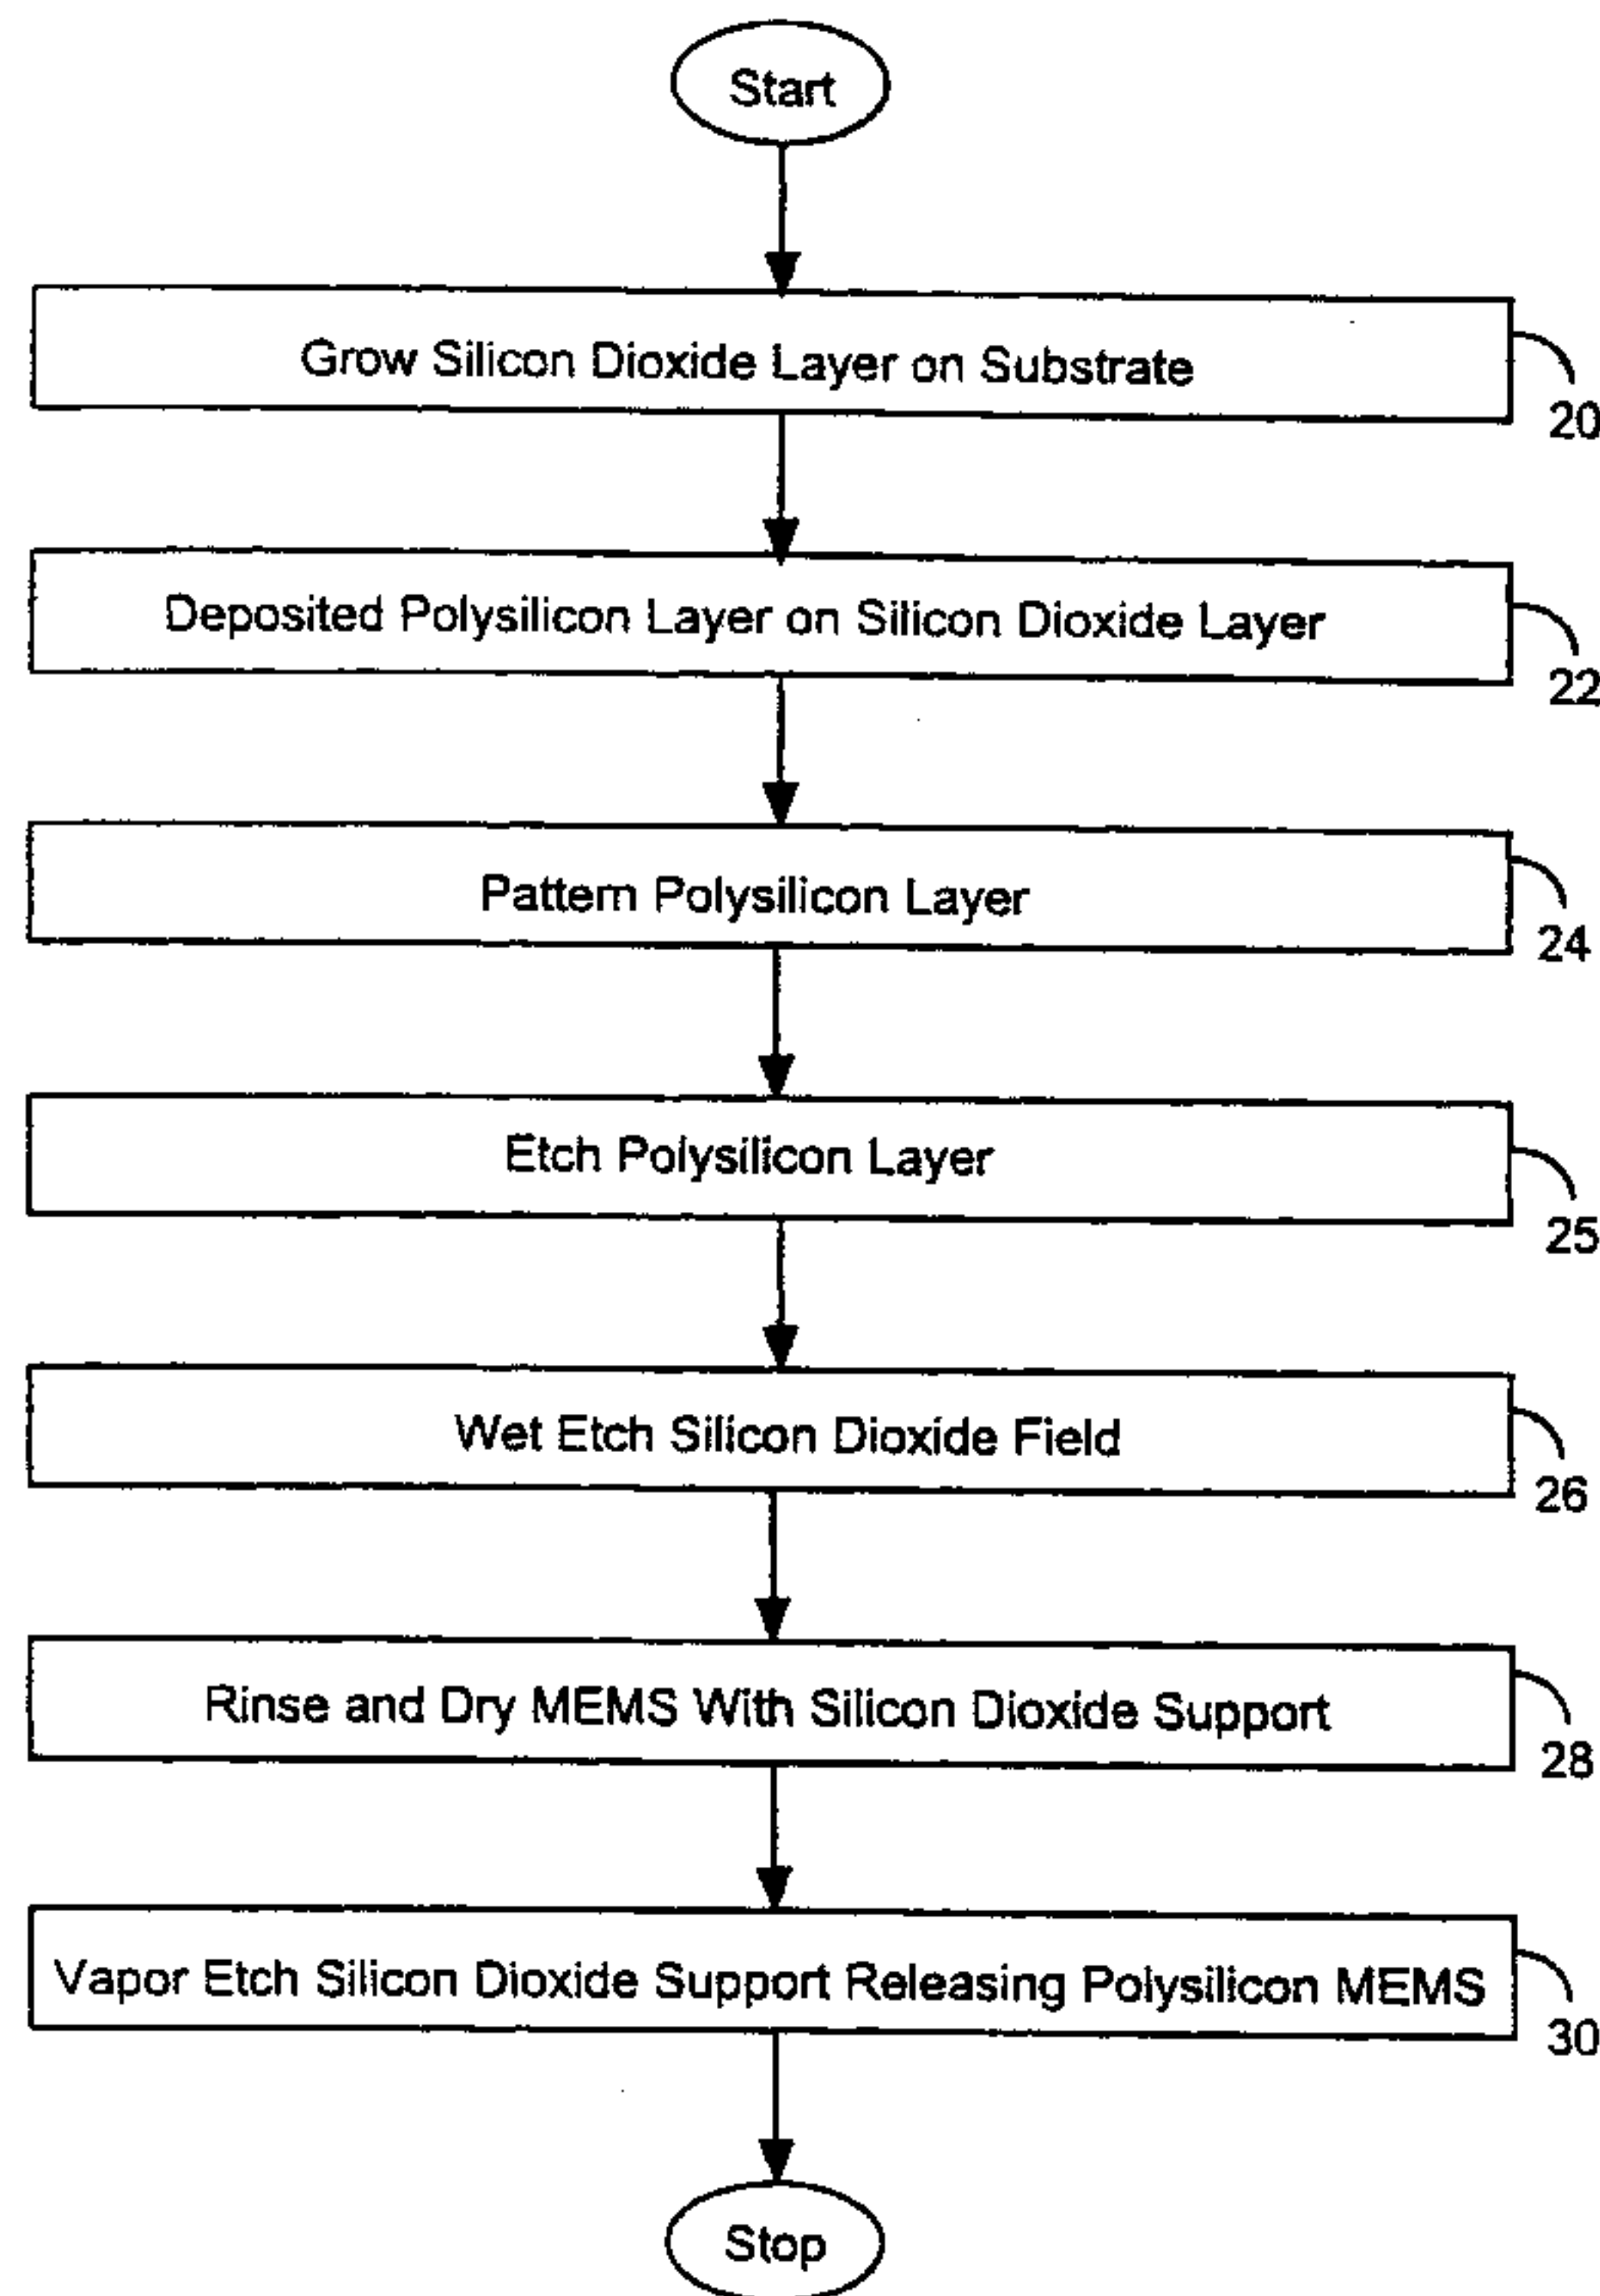 Start
Grow Silicon Dioxide Layer on Substrate
20
Deposited Polysilicon Layer on Silicon Dioxide Layer
22
Pattern Polysilicon Layer
24
Etch Polysilicon Layer
25
Wet Etch Silicon Dioxide Field
26
Rinse and Dry MEMS With Silicon Dioxide Support
28
Vapor Etch Silicon Dioxide Support Releasing Polysilicon MEMS
30
Stop